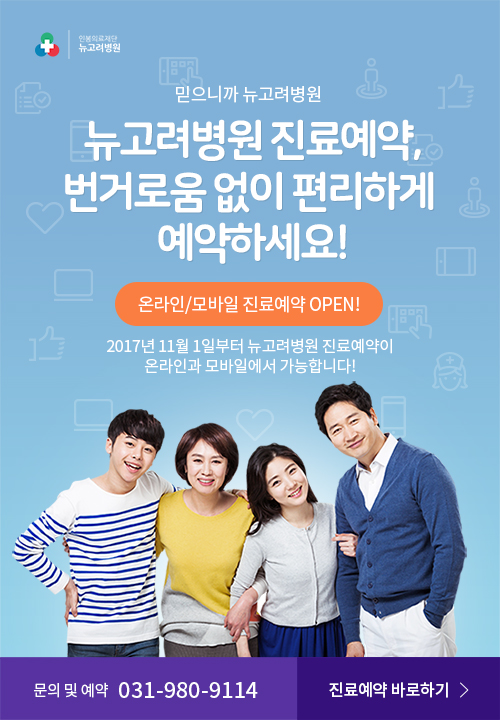 인봉의료재단
뉴고려병원
믿으니까 뉴고려병원
뉴고려병원 진료예약,
번거로움 없이 편리하게
예약하세요!
온라인/모바일 진료예약 OPEN!
2017년 11월 1일부터 뉴고려병원 진료예약이
온라인과 모바일에서 가능합니다!
문의 및 예약 031-980-9114
진료예약 바로하기 >